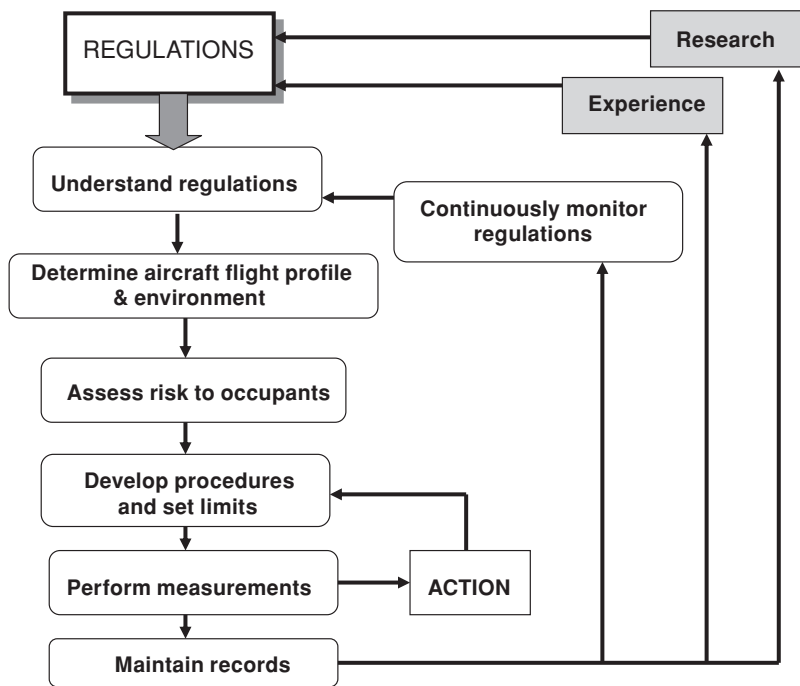 REGULATIONS
Research
Experience
Understand regulations
Continuously monitor
regulations
Determine aircraft flight profile
& environment
Assess risk to occupants
Develop procedures
and set limits
Perform measurements
ACTION
Maintain records